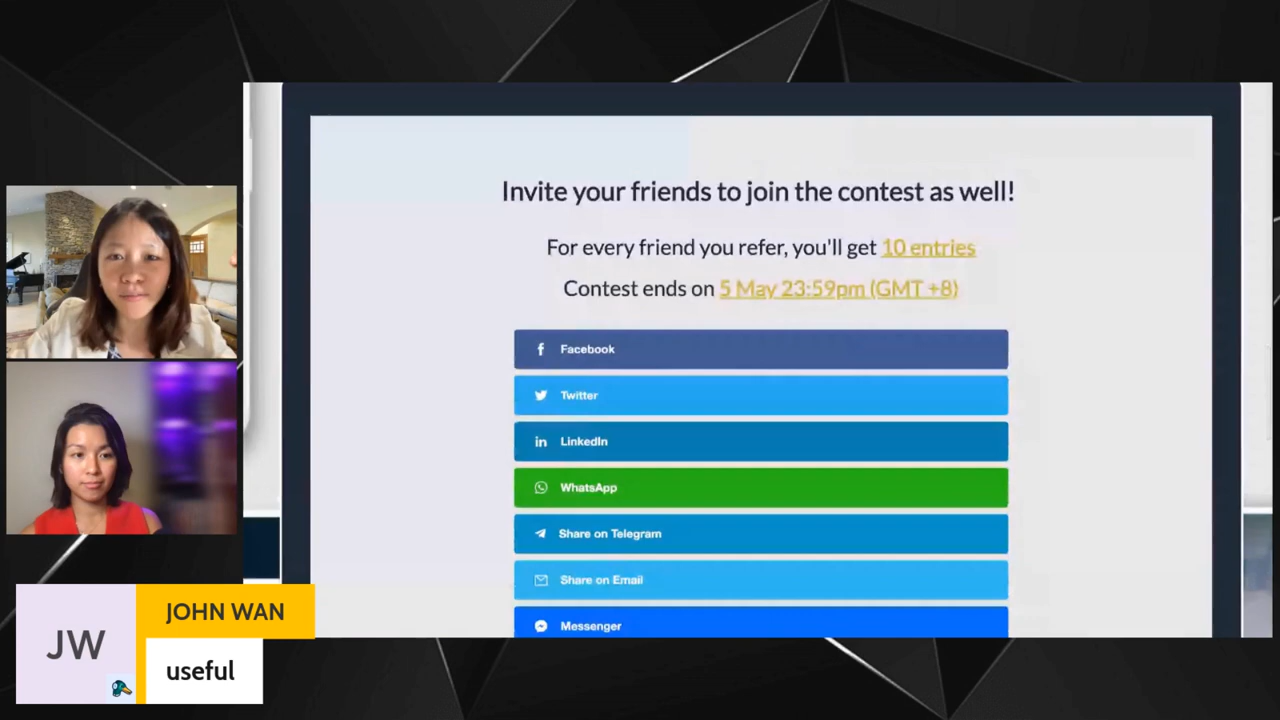 Invite your friends to join the contest as well!
For every friend you refer, you'll get 10 entries
Contest ends on 5 May 23:59pm (GMT +8)
Facebook
Twitter
LinkedIn
WhatsApp
Share on Telegram
Share on Email
Messenger
JW
JOHN WAN
useful